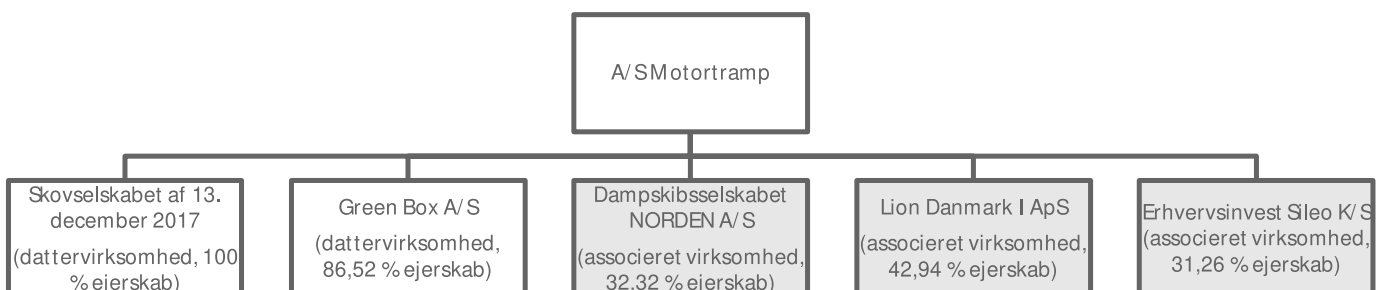 A/S Motortramp
Skovselskabet af 13.
december 2017
(dattervirksomhed, 100
% ejerskab)
Green Box A/S
(dattervirksomhed,
86,52 % ejerskab)
Dampskibsselskabet
NORDEN A/S
(associeret virksomhed,
32,32 % ejerskab)
Lion Danmark I ApS
(associeret virksomhed,
42,94 % ejerskab)
Erhvervsinvest Sileo K/S
(associeret virksomhed,
31,26 % ejerskab)